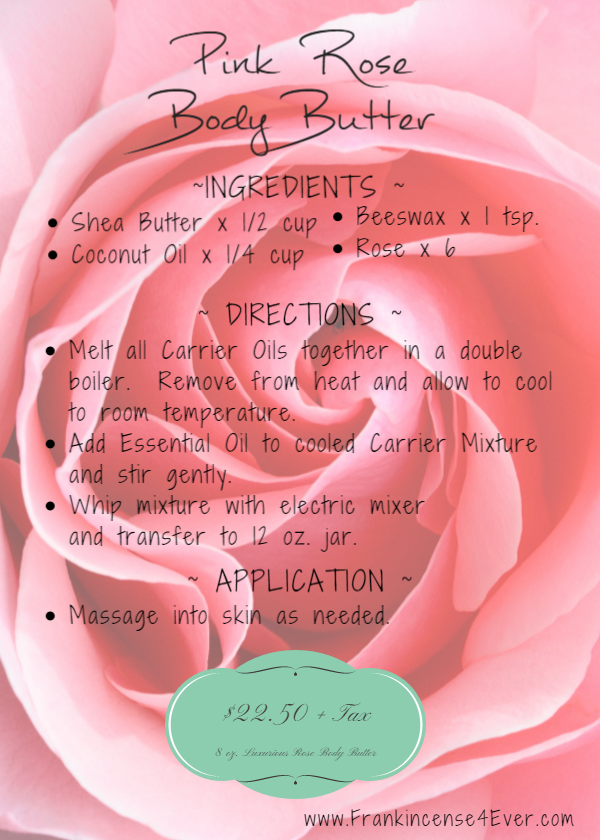 Pink Rose
Body Butter
~INGREDIENTS ~
• Shea Butter x 1/2 cup
• Coconut Oil x 1/4 cup
• Beeswax x 1 tsp.
• Rose x 6
~ DIRECTIONS ~
• Melt all Carrier Oils together in a double
boiler. Remove from heat and allow to cool
to room temperature.
• Add Essential Oil to cooled Carrier Mixture
and stir gently.
• Whip mixture with electric mixer
and transfer to 12 oz. jar.
~ APPLICATION ~
• Massage into skin as needed.
$22.50 + Tax
8 oz. Luxurious Rose Body Butter
www.Frankincense4Ever.com